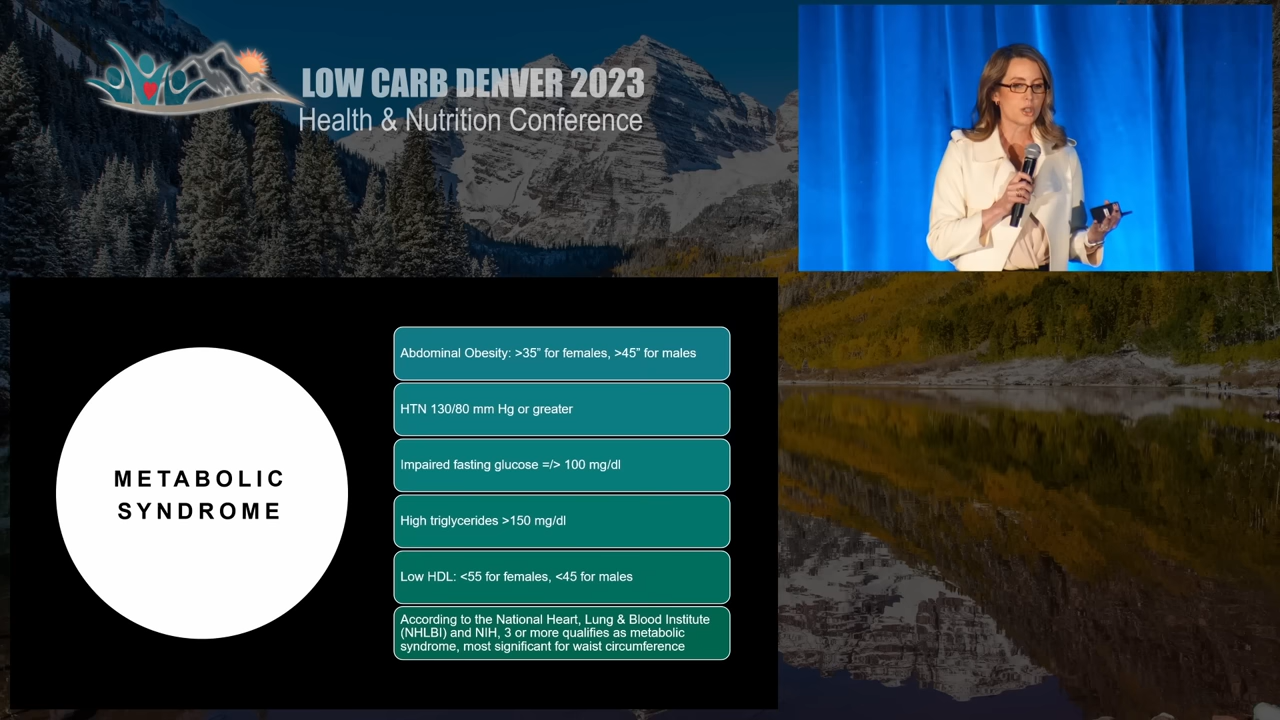 LOW CARB DENVER 2023
Health & Nutrition Conference
METABOLIC
SYNDROME
Abdominal Obesity: >35” for females, >45” for males
HTN 130/80 mm Hg or greater
Impaired fasting glucose =/> 100 mg/dl
High triglycerides >150 mg/dl
Low HDL: <55 for females, <45 for males
According to the National Heart, Lung & Blood Institute
(NHLBI) and NIH, 3 or more qualifies as metabolic
syndrome, most significant for waist circumference